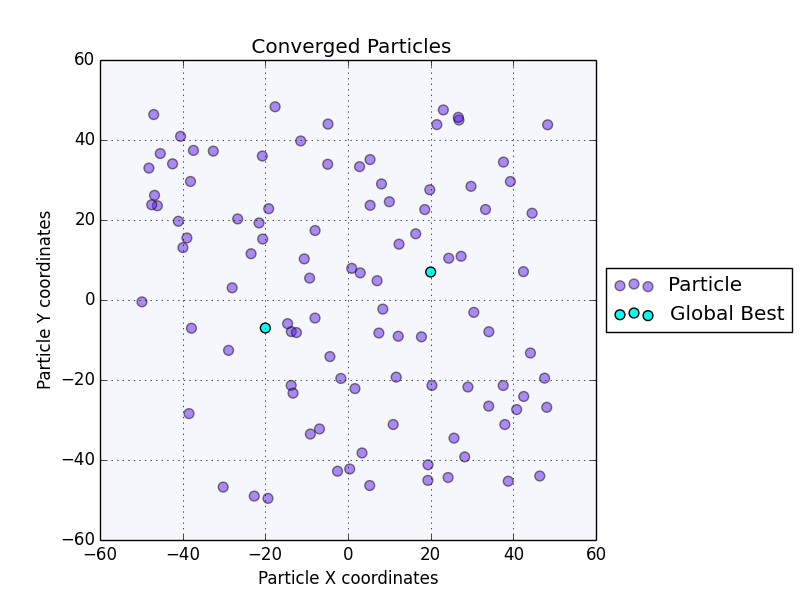 Converged Particles
60
40
20
0
−20
−40
−60
−60 −40 −20 0 20 40 60
Particle Y coordinates
Particle X coordinates
Particle
Global Best